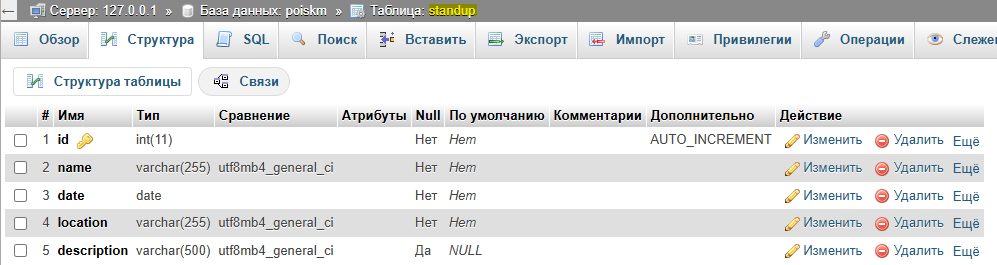 ← Сервер: 127.0.0.1 » База данных: poiskm » Таблица: standup
Обзор Структура SQL Поиск Вставить Экспорт Импорт Привилегии Операции Слежен
Структура таблицы Связи
# Имя Тип Сравнение Атрибуты Null По умолчанию Комментарии Дополнительно Действие
1 id int(11) Нет Нет AUTO_INCREMENT Изменить Удалить Ещё
2 name varchar(255) utf8mb4_general_ci Нет Нет Изменить Удалить Ещё
3 date date Нет Нет Изменить Удалить Ещё
4 location varchar(255) utf8mb4_general_ci Нет Нет Изменить Удалить Ещё
5 description varchar(500) utf8mb4_general_ci Да NULL Изменить Удалить Ещё